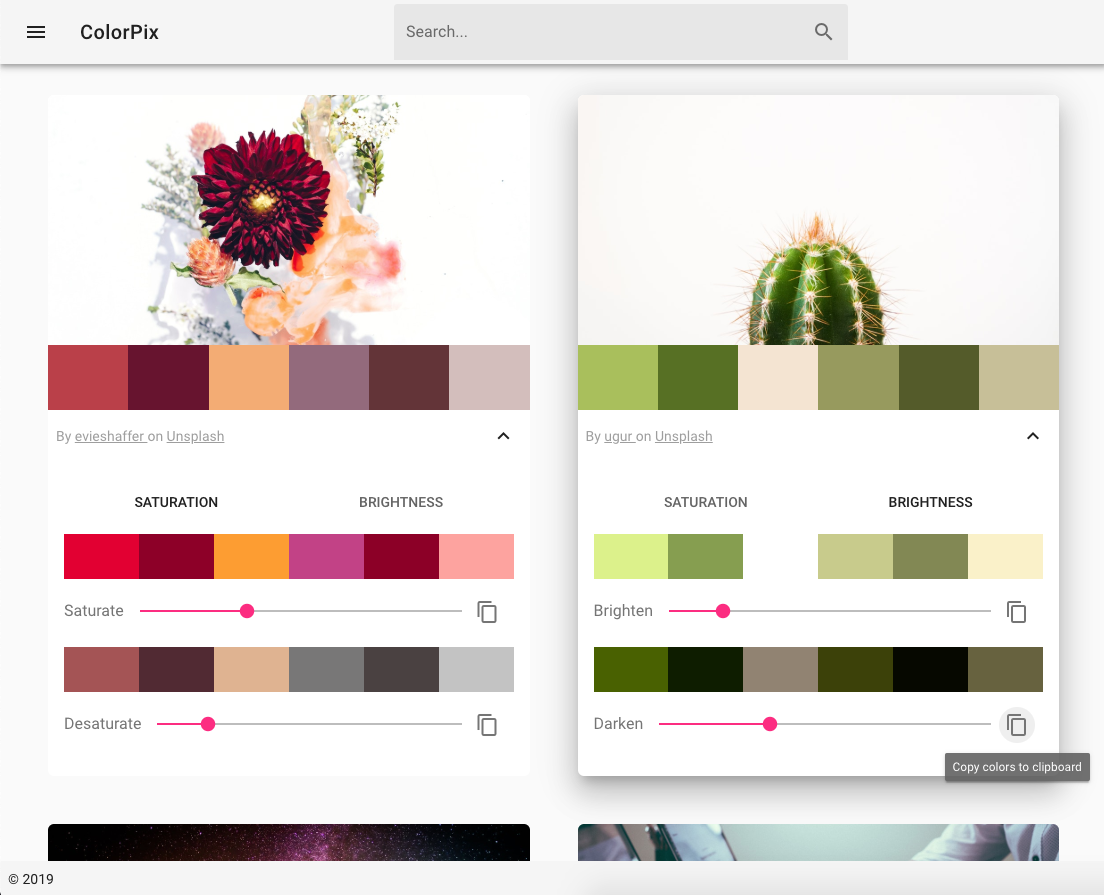 ColorPix
Search...
By evieshaffer on Unsplash
SATURATION BRIGHTNESS
Saturate
Desaturate
By ugur on Unsplash
SATURATION BRIGHTNESS
Brighten
Darken
Copy colors to clipboard
© 2019